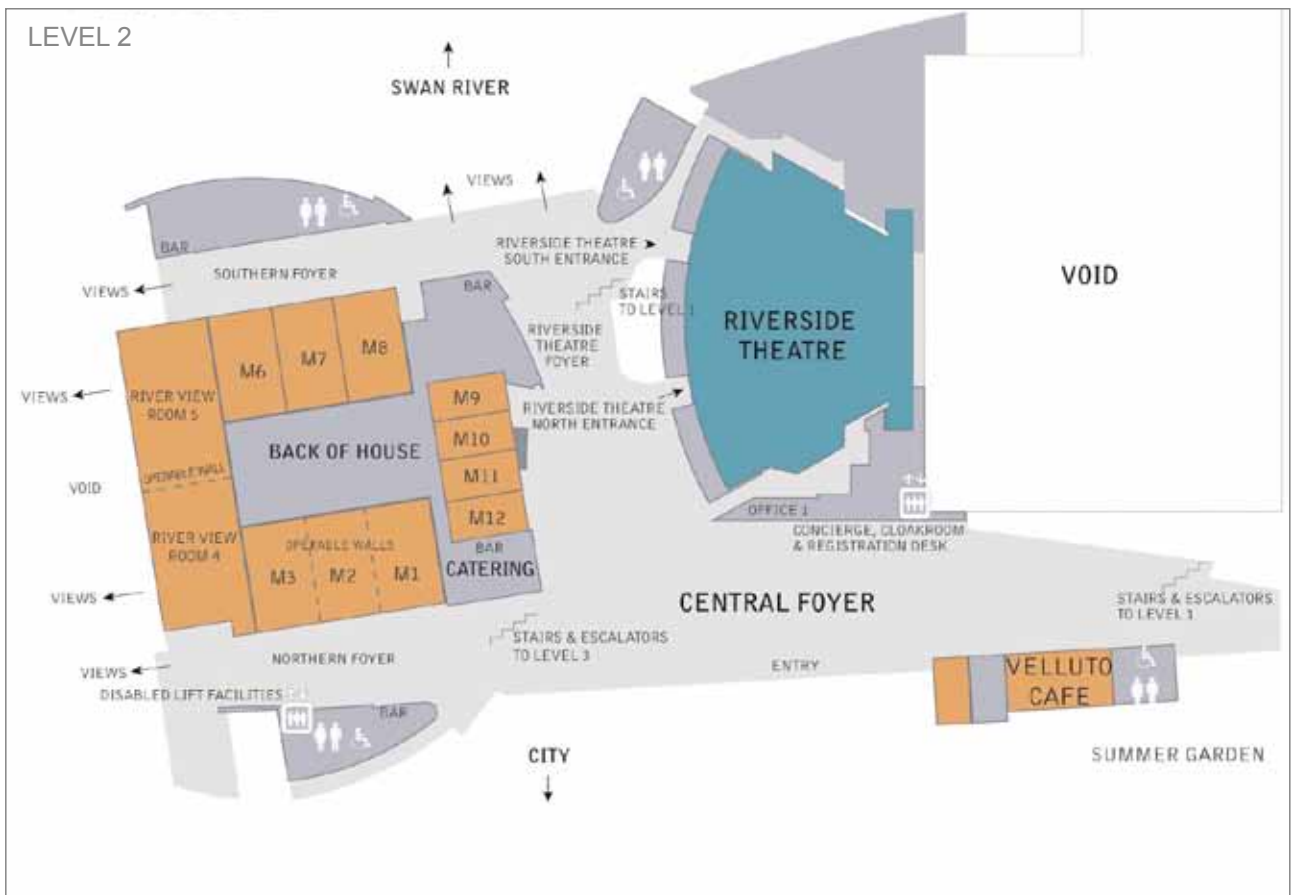 LEVEL 2
SWAN RIVER
VIEWS
BAR
SOUTHERN FOYER
VIEWS
RIVERSIDE THEATRE
SOUTH ENTRANCE
BAR
STAIRS
TO LEVEL 1
RIVERSIDE
THEATRE
FOYER
RIVERSIDE
THEATRE
VOID
M6
M7
M8
VIEWS
RIVER VIEW
ROOM 5
M9
RIVERSIDE THEATRE
NORTH ENTRANCE
M10
BACK OF HOUSE
OPERABLE WALL
VOID
M11
M12
OFFICE 1
CONCIERGE, CLOAKROOM
& REGISTRATION DESK
RIVER VIEW
ROOM 4
OPERABLE WALLS
BAR
CATERING
M3
M2
M1
VIEWS
CENTRAL FOYER
STAIRS & ESCALATORS
TO LEVEL 1
STAIRS & ESCALATORS
TO LEVEL 3
NORTHERN FOYER
ENTRY
VIEWS
VELLUTO
CAFE
DISABLED LIFT FACILITIES
BAR
CITY
SUMMER GARDEN